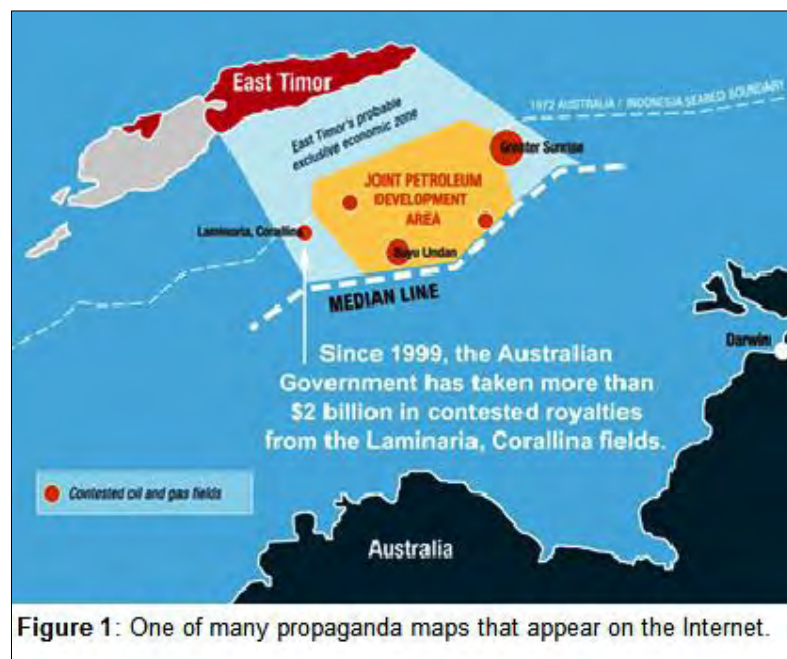 East Timor
East Timor's probable
exclusive economic zone
1972 AUSTRALIA / INDONESIA SEABED BOUNDARY
Greater Sunrise
JOINT PETROLEUM
DEVELOPMENT
AREA
Laminaria, Corallina
Bayu Undan
MEDIAN LINE
Darwin
Since 1999, the Australian
Government has taken more than
$2 billion in contested royalties
from the Laminaria, Corallina fields.
Contested oil and gas fields
Australia
Figure 1: One of many propaganda maps that appear on the Internet.